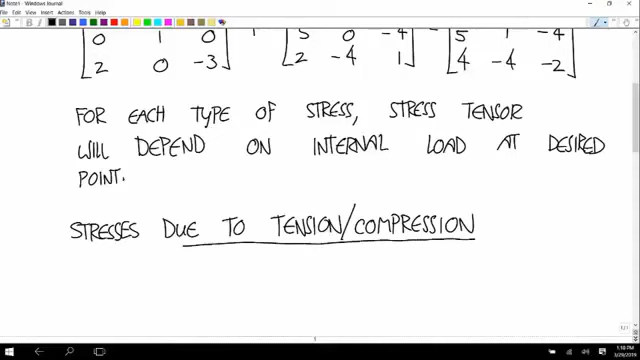 Note1 - Windows Journal
File Edit View Insert Actions Tools Help
0 1 0 5 0 -4 5 1 -4
2 0 -3 2 -4 1 4 -4 -2
FOR EACH TYPE OF STRESS, STRESS TENSOR
WILL DEPEND ON INTERNAL LOAD AT DESIRED
POINT.
STRESSES DUE TO TENSION/COMPRESSION
1/1
1:10 PM
3/29/2016